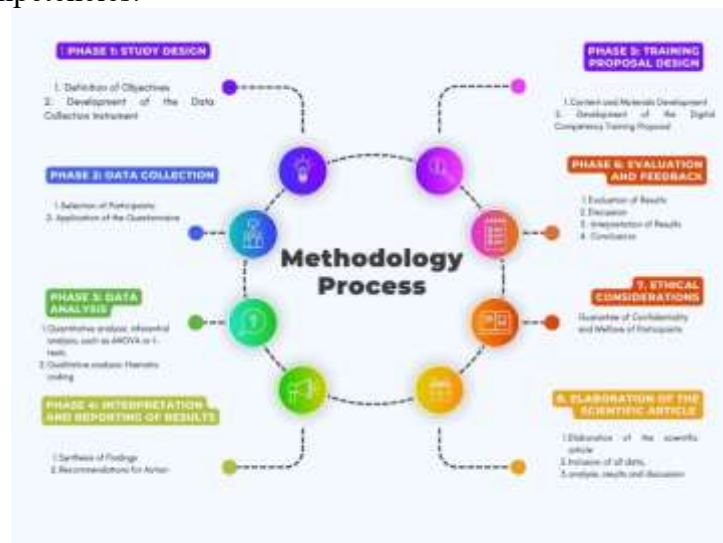 mpetencies.
PHASE 1: STUDY DESIGN
1. Definition of Objectives
2. Development of the Data
Collection Instrument
PHASE 2: DATA COLLECTION
1. Selection of Participants
2. Application of the Questionnaire
PHASE 3: DATA
ANALYSIS
1. Quantitative analysis: inferential
analysis, such as ANOVA or t-
tests.
2. Qualitative analysis: thematic
coding
PHASE 4: INTERPRETATION
AND REPORTING OF RESULTS
1. Synthesis of Findings
2. Recommendations for Action
Methodology
Process
PHASE 5: TRAINING
PROPOSAL DESIGN
1. Content and Materials Development
2. Development of the Digital
Competency Training Proposal
PHASE 6: EVALUATION
AND FEEDBACK
1. Evaluation of Results
2. Discussion
3. Interpretation of Results
4. Conclusion
7. ETHICAL
CONSIDERATIONS
Guarantee of Confidentiality
and Welfare of Participants
8. ELABORATION OF THE
SCIENTIFIC ARTICLE
1. Elaboration of the scientific
article
2. Inclusion of all data,
3. analysis, results and discussion